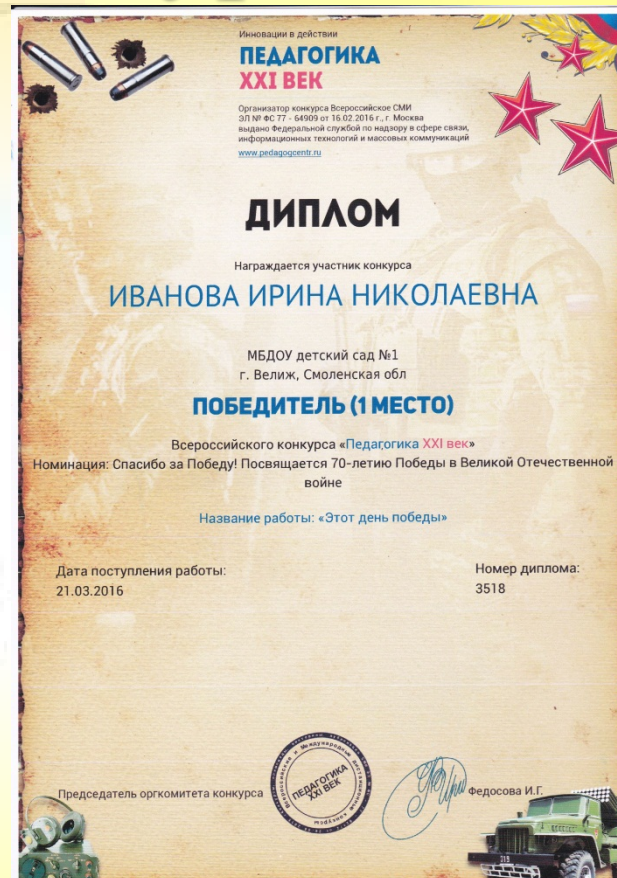 Инновации в действии
ПЕДАГОГИКА
XXI ВЕК
Организатор конкурса Всероссийское СМИ
ЭЛ № ФС 77 - 64909 от 16.02.2016 г., г. Москва
выдано Федеральной службой по надзору в сфере связи,
информационных технологий и массовых коммуникаций
www.pedagogcentr.ru
ДИПЛОМ
Награждается участник конкурса
ИВАНОВА ИРИНА НИКОЛАЕВНА
МБДОУ детский сад №1
г. Велиж, Смоленская обл
ПОБЕДИТЕЛЬ (1 МЕСТО)
Всероссийского конкурса «Педагогика XXI век»
Номинация: Спасибо за Победу! Посвящается 70-летию Победы в Великой Отечественной
войне
Название работы: «Этот день победы»
Дата поступления работы:
21.03.2016
Номер диплома:
3518
Председатель оргкомитета конкурса
ПЕДАГОГИКА
XXI ВЕК
Федосова И.Г.